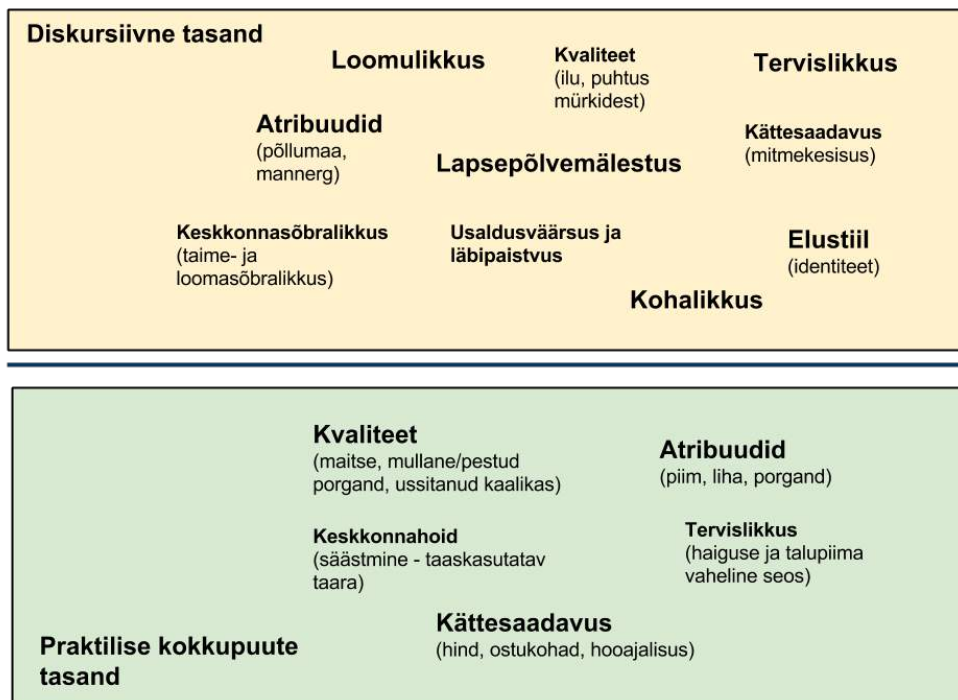 Diskursiivne tasand
Loomulikkus
Kvaliteet
(ilu, puhtus
mürkidest)
Tervislikkus
Atribuudid
(põllumaa,
mannerg)
Lapsepõlvemälestus
Kättesaadavus
(mitmekesisus)
Keskkonnasõbralikkus
(taime- ja
loomasõbralikkus)
Usaldusväärsus ja
läbipaistvus
Elustiil
(identiteet)
Kohalikkus
Kvaliteet
(maitse, mullane/pestud
porgand, ussitanud kaalikas)
Atribuudid
(piim, liha, porgand)
Keskkonnahoid
(säästmine - taaskasutatav
taara)
Tervislikkus
(haiguse ja talupiima
vaheline seos)
Kättesaadavus
(hind, ostukohad, hooajalisus)
Praktilise kokkupuute
tasand